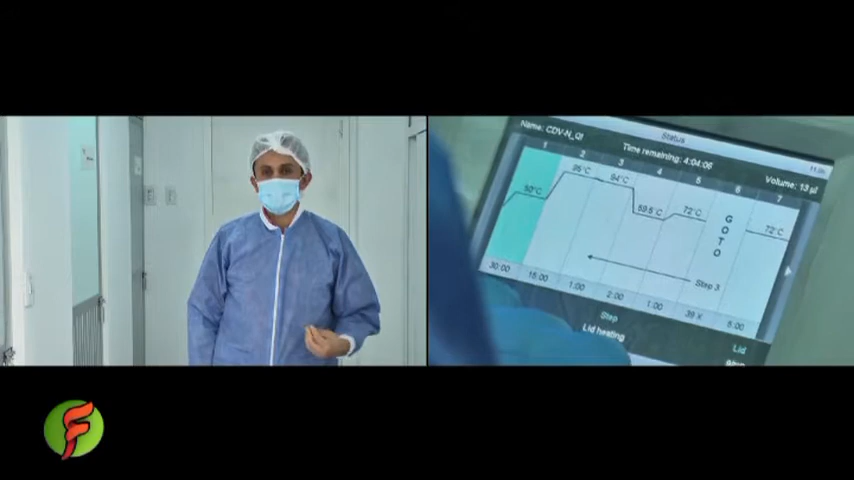 Status
11:21
Name: CDV-N_QI
Time remaining: 4:04:06
Volume: 13 µl
1 2 3 4 5 6 7
50°C 95°C 94°C 59.5°C 72°C GOTO 72°C
Step 3
30:00 15:00 1:00 2:00 1:00 39 X 5:00
Step
Lid heating
Lid
F